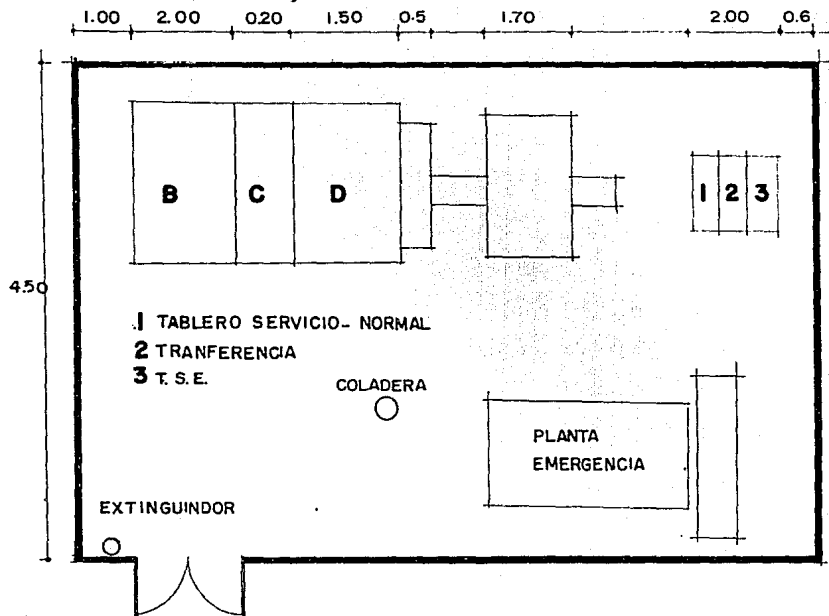 1.00 2.00 0.20 1.50 0.5 1.70 2.00 0.6
B C D 1 2 3
4.50
1 TABLERO SERVICIO- NORMAL
2 TRANFERENCIA
3 T. S. E.
COLADERA
PLANTA
EMERGENCIA
EXTINGUINDOR